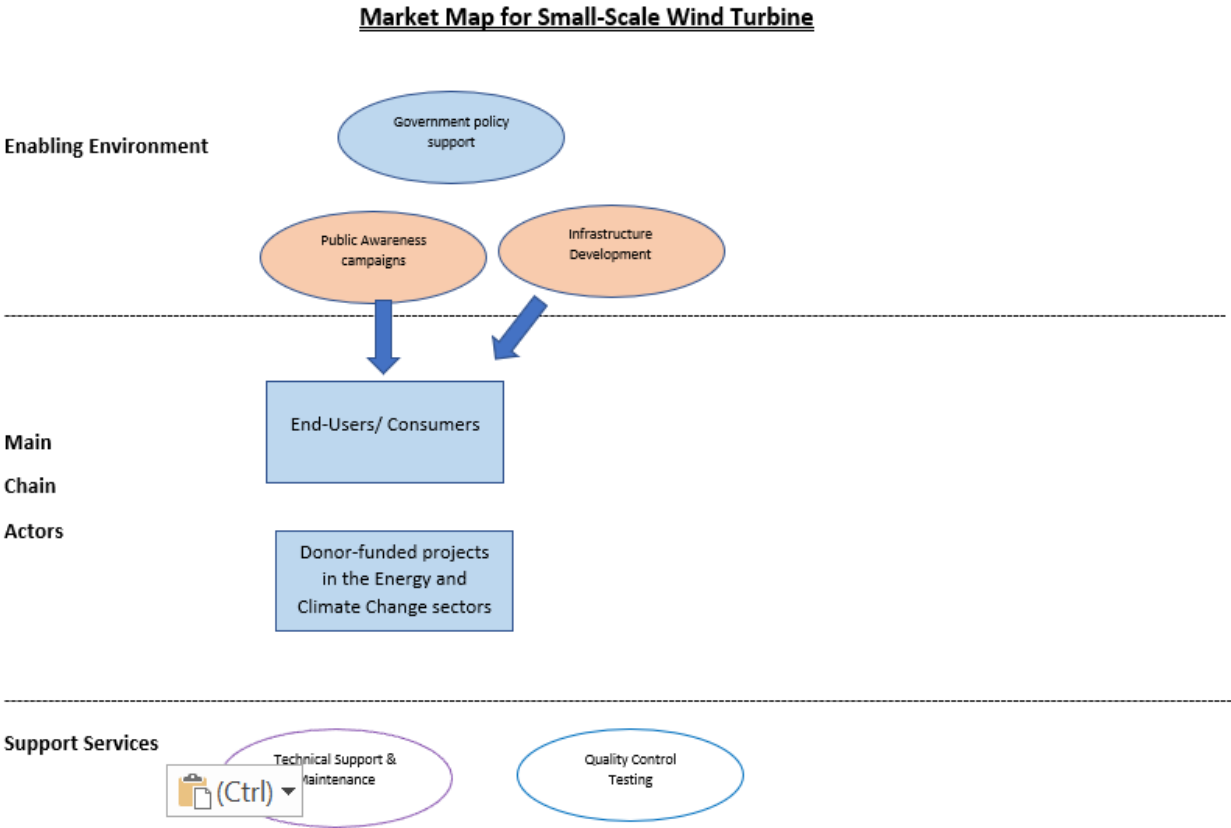 Market Map for Small-Scale Wind Turbine
Government policy
support
Enabling Environment
Public Awareness
campaigns
Infrastructure
Development
End-Users/ Consumers
Main
Chain
Actors
Donor-funded projects
in the Energy and
Climate Change sectors
Support Services
Technical Support &
Maintenance
Quality Control
Testing
(Ctrl)